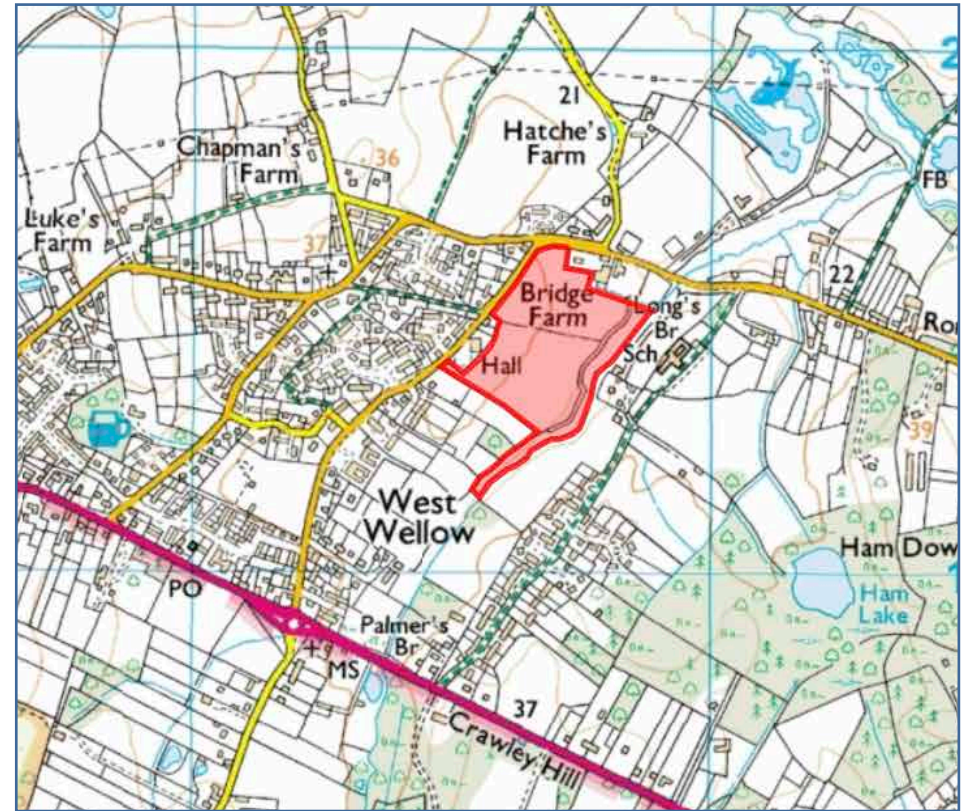 21
Hatche's
Farm
Chapman's
Farm
36
FB
Luke's
Farm
37
22
Bridge
Farm
Long's
Br
Sch
Hall
39
West
Wellow
Ham Dow
Ham
Lake
PO
Palmer's
Br
MS
37
Crawley Hill